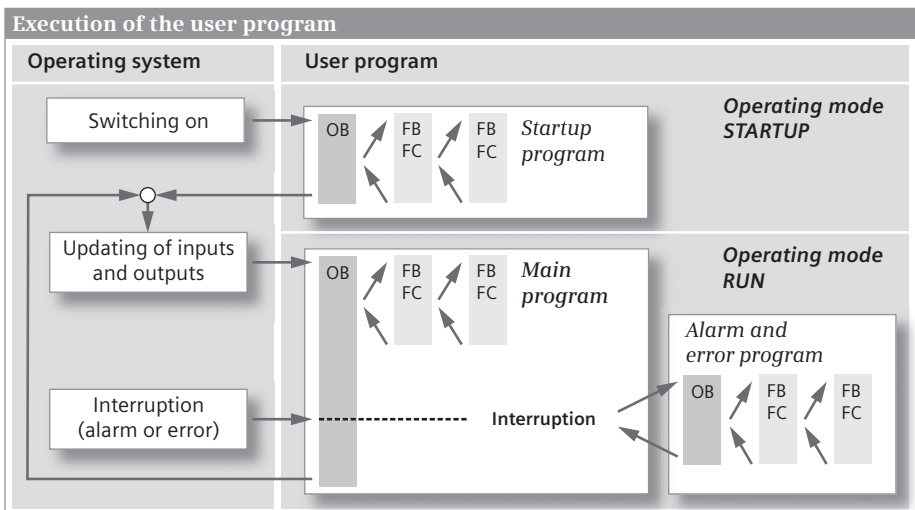 Execution of the user program
Operating system
User program
Switching on
OB
FB
FC
FB
FC
Startup
program
Operating mode
STARTUP
Updating of inputs
and outputs
OB
FB
FC
FB
FC
Main
program
Operating mode
RUN
Alarm and
error program
OB
FB
FC
FB
FC
Interruption
(alarm or error)
Interruption